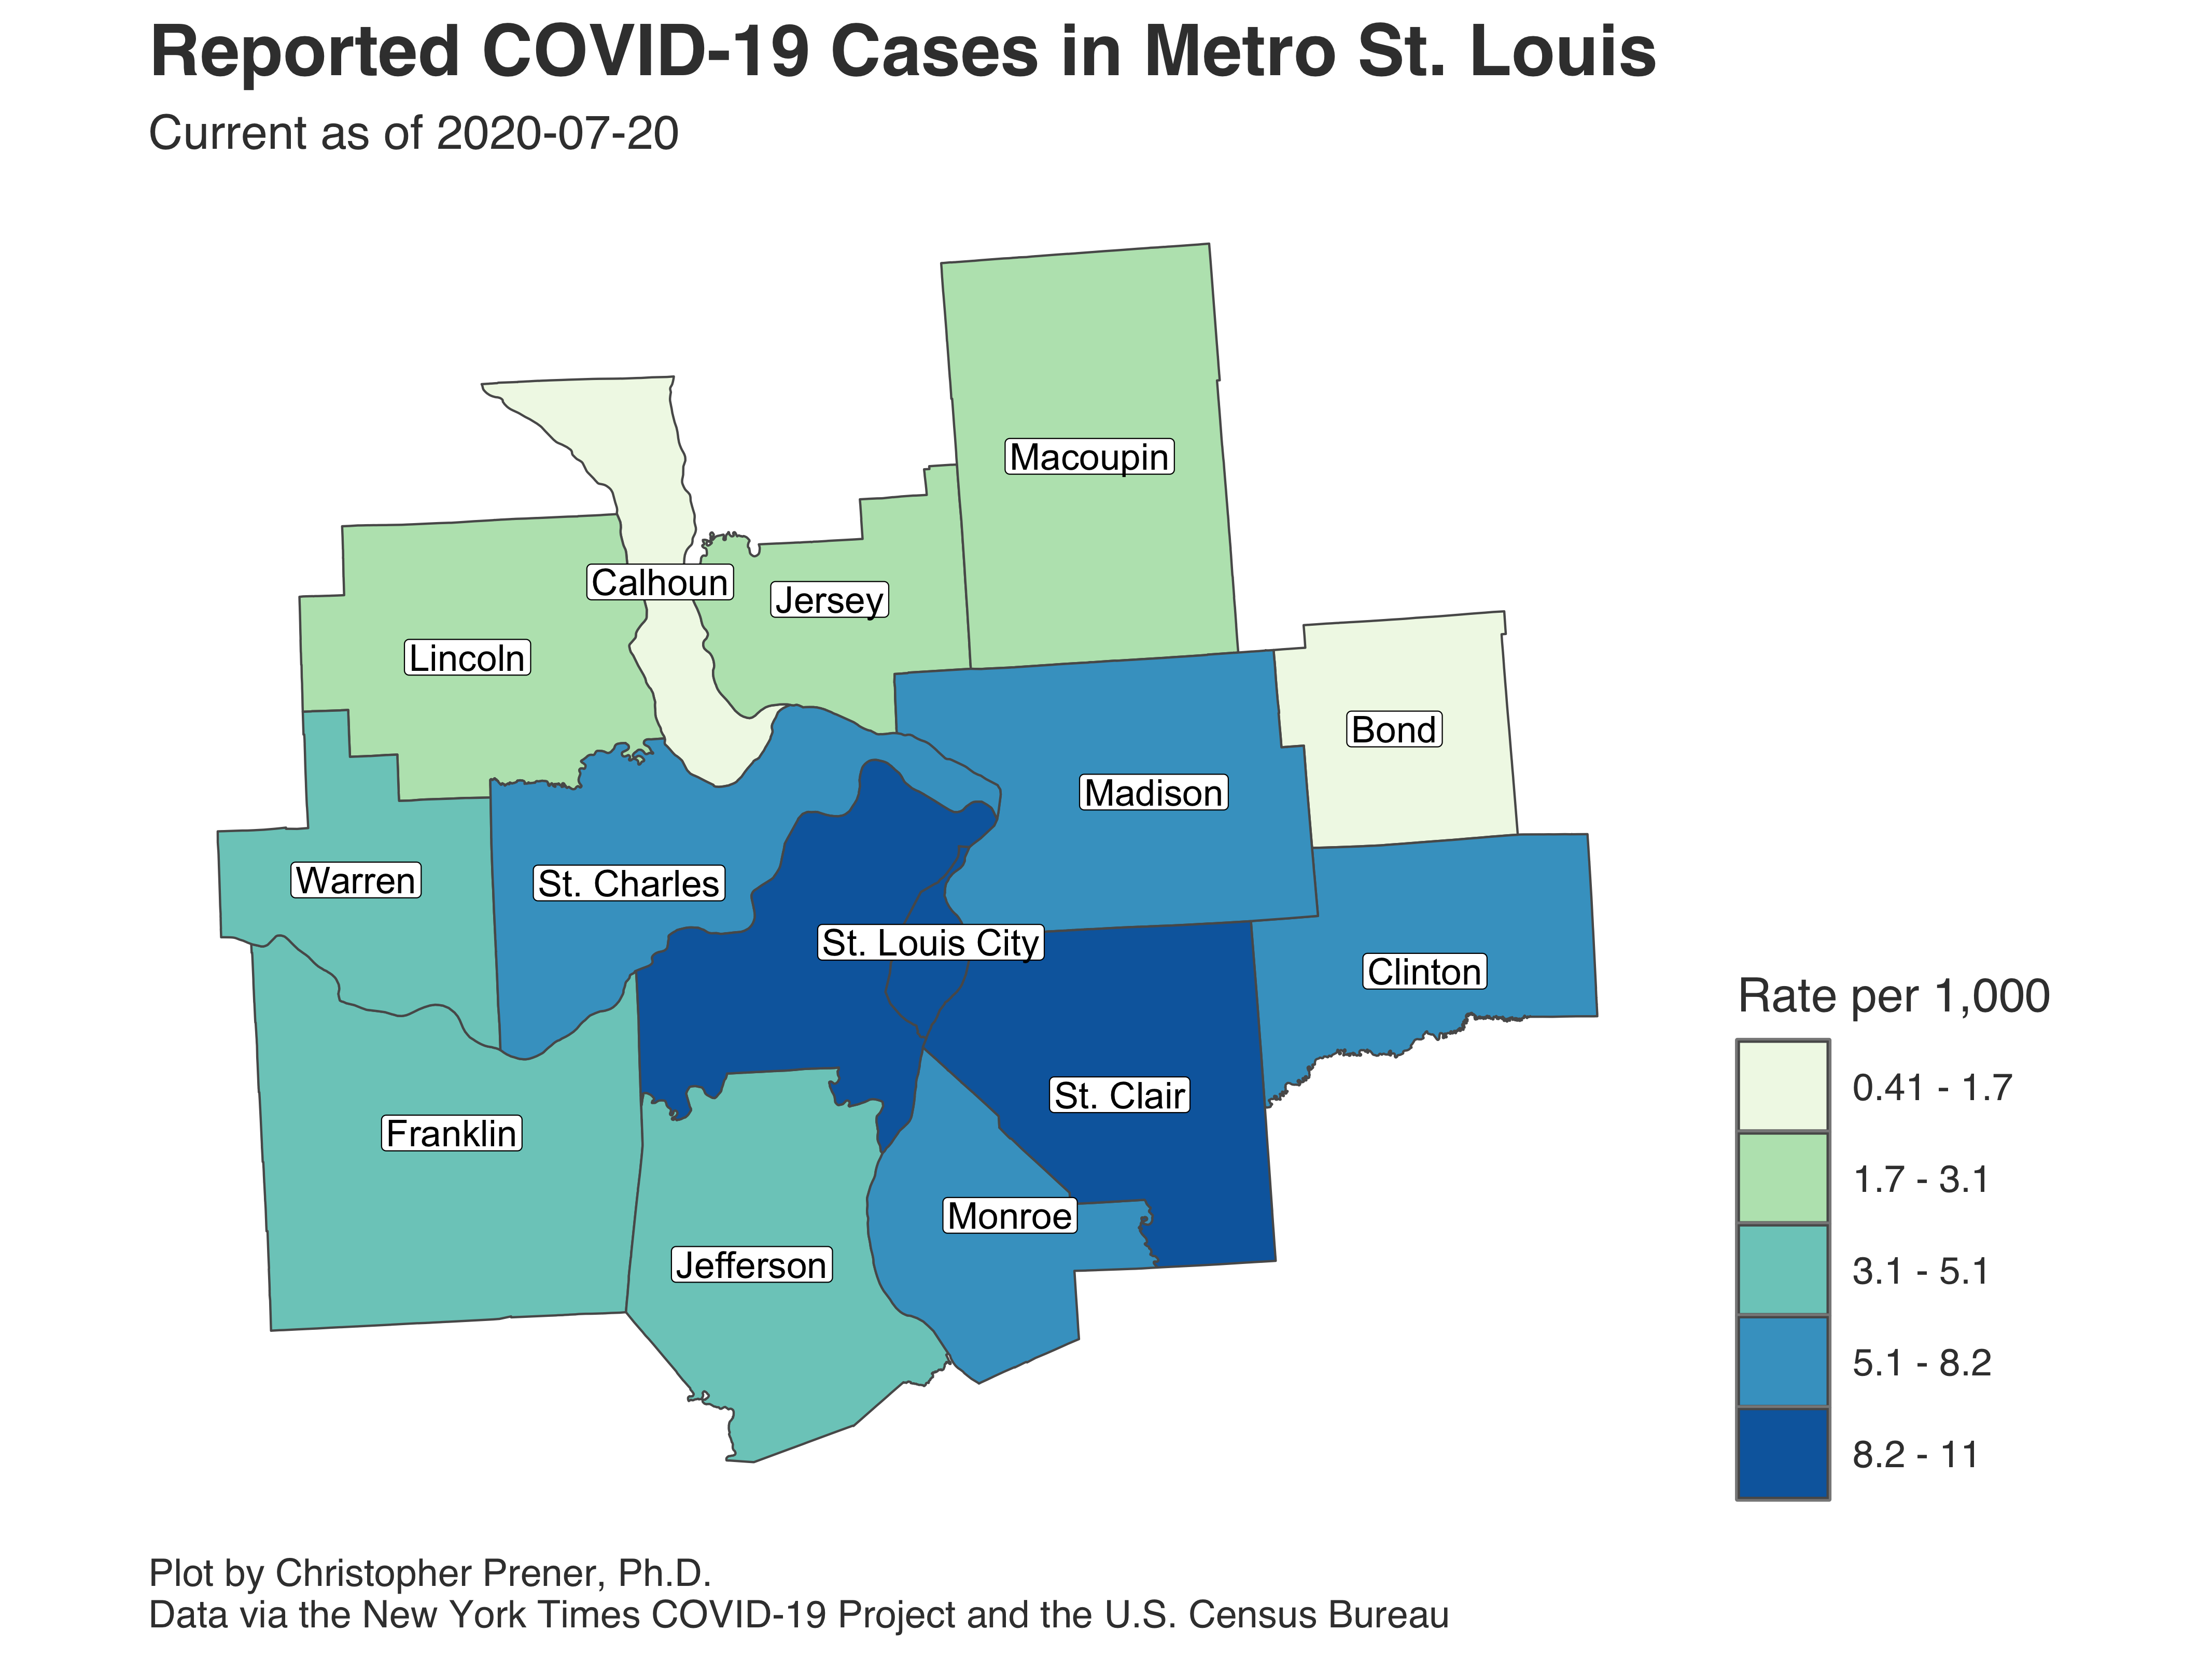 Reported COVID-19 Cases in Metro St. Louis
Current as of 2020-07-20
Macoupin
Calhoun
Jersey
Lincoln
Bond
Madison
Warren
St. Charles
St. Louis City
Clinton
St. Clair
Franklin
Monroe
Jefferson
Rate per 1,000
0.41 - 1.7
1.7 - 3.1
3.1 - 5.1
5.1 - 8.2
8.2 - 11
Plot by Christopher Prener, Ph.D.
Data via the New York Times COVID-19 Project and the U.S. Census Bureau